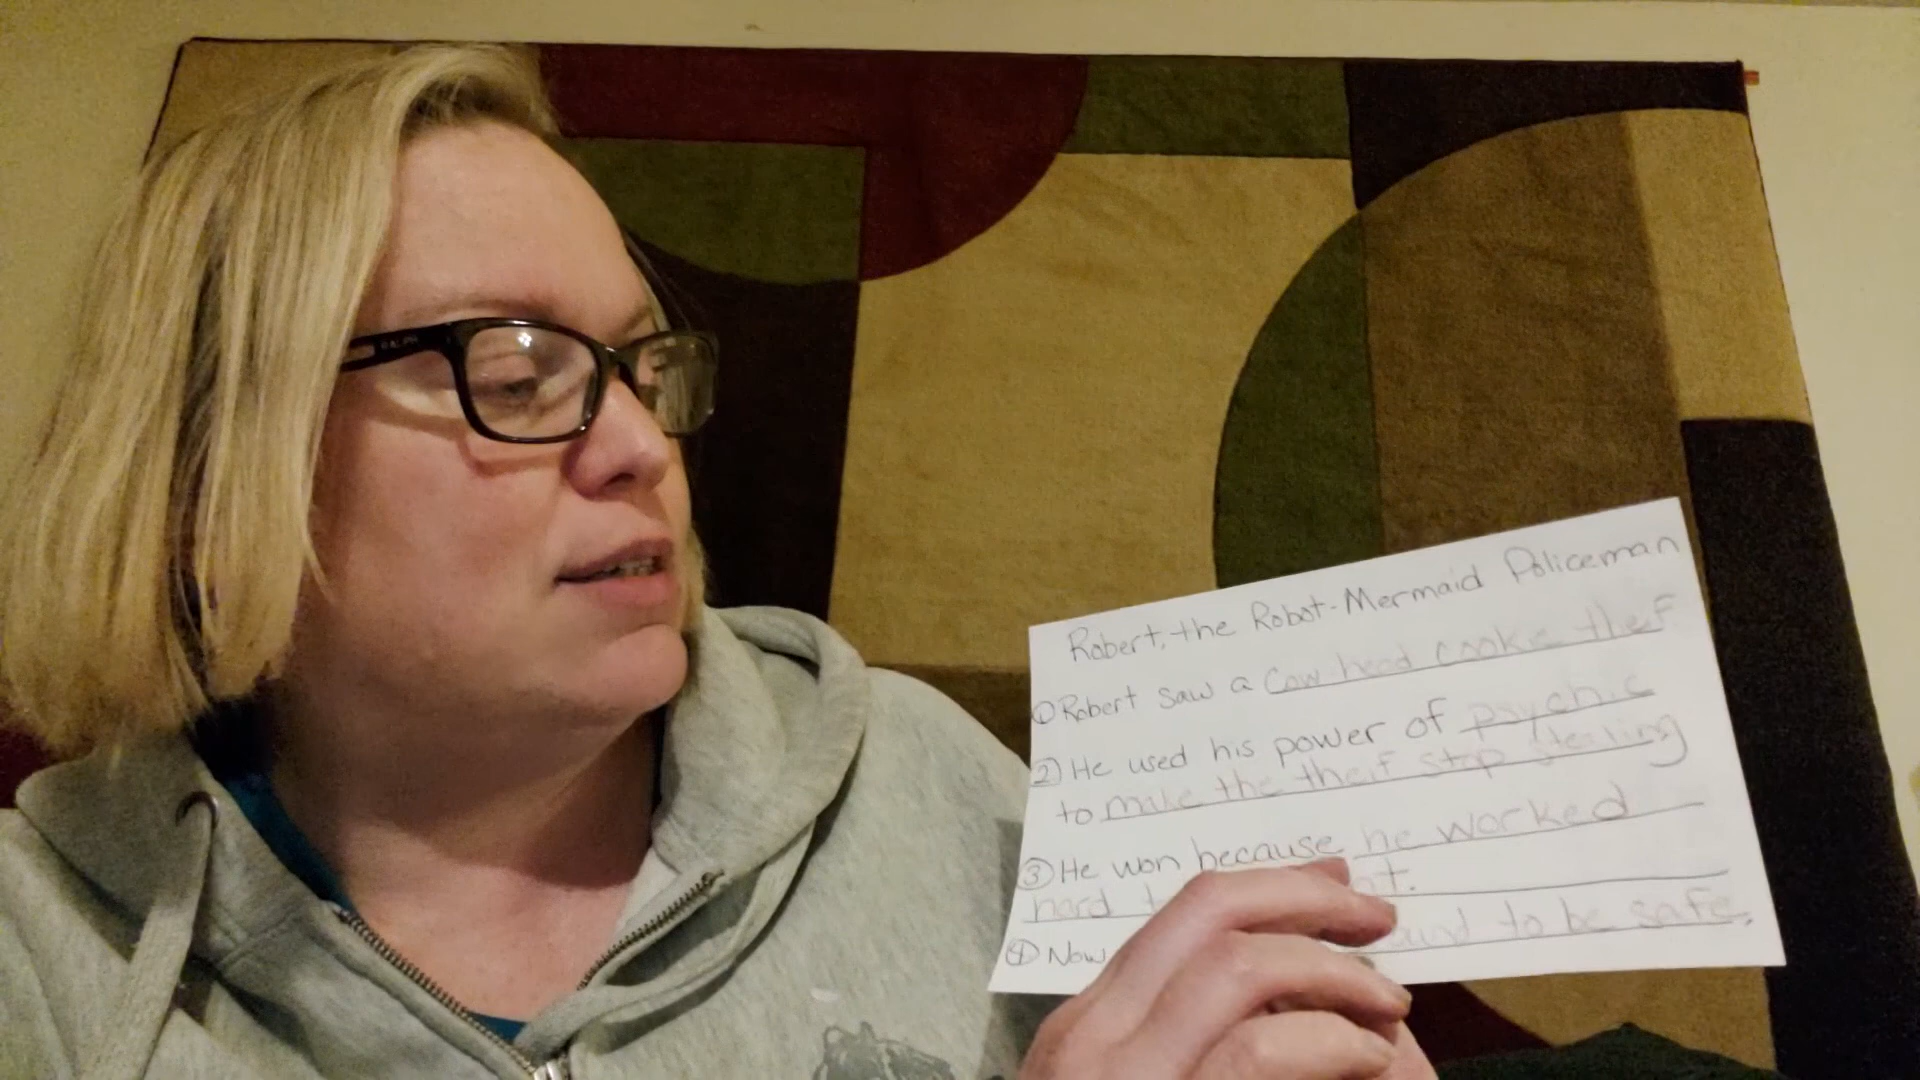 RALPH
Robert, the Robot-Mermaid Policeman
① Robert saw a Cow-head cookie thief
② He used his power of psychic
to make the theif stop stealing
③ He won because he worked
hard
④ Now to be safe.